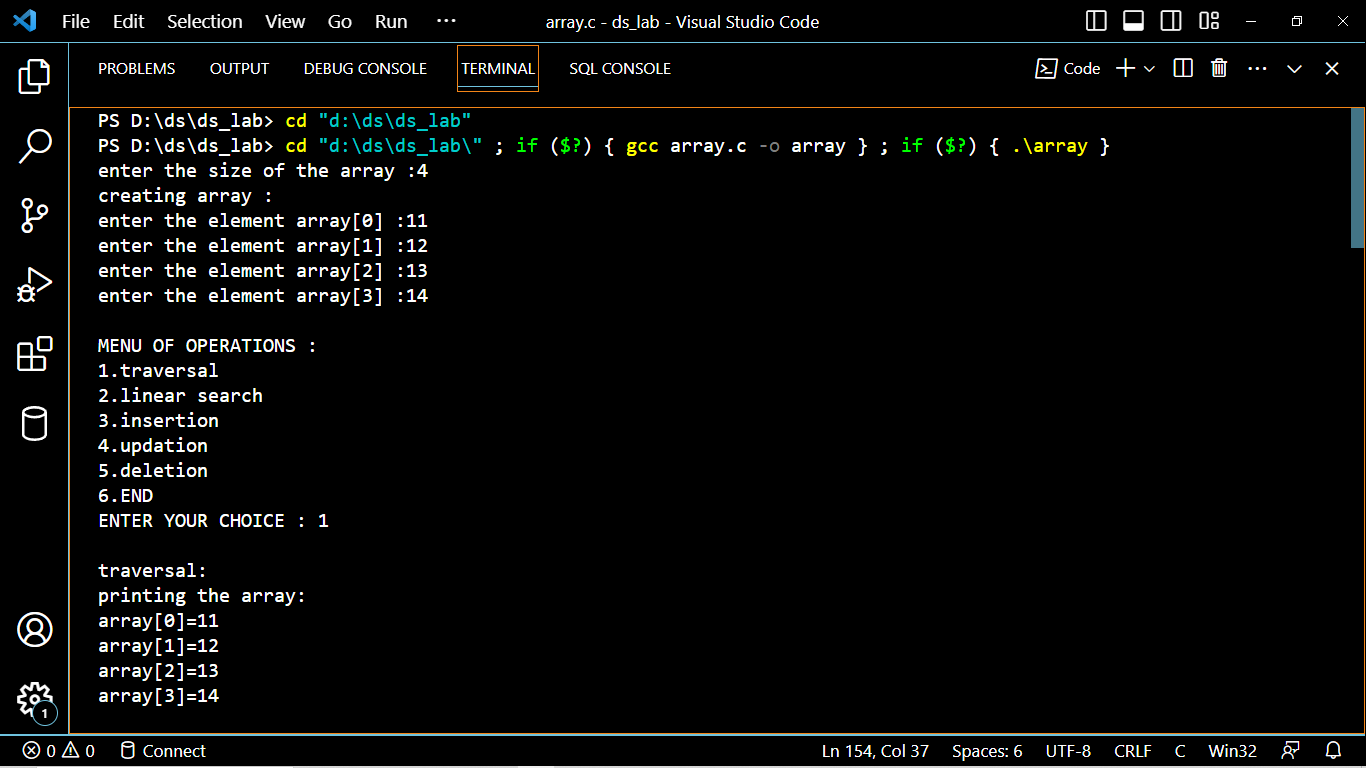 File Edit Selection View Go Run ··· array.c - ds_lab - Visual Studio Code
PROBLEMS OUTPUT DEBUG CONSOLE TERMINAL SQL CONSOLE Code
PS D:\ds\ds_lab> cd "d:\ds\ds_lab"
PS D:\ds\ds_lab> cd "d:\ds\ds_lab\" ; if ($?) { gcc array.c -o array } ; if ($?) { .\array }
enter the size of the array :4
creating array :
enter the element array[0] :11
enter the element array[1] :12
enter the element array[2] :13
enter the element array[3] :14
MENU OF OPERATIONS :
1.traversal
2.linear search
3.insertion
4.updation
5.deletion
6.END
ENTER YOUR CHOICE : 1
traversal:
printing the array:
array[0]=11
array[1]=12
array[2]=13
array[3]=14
1
0 0 Connect Ln 154, Col 37 Spaces: 6 UTF-8 CRLF C Win32